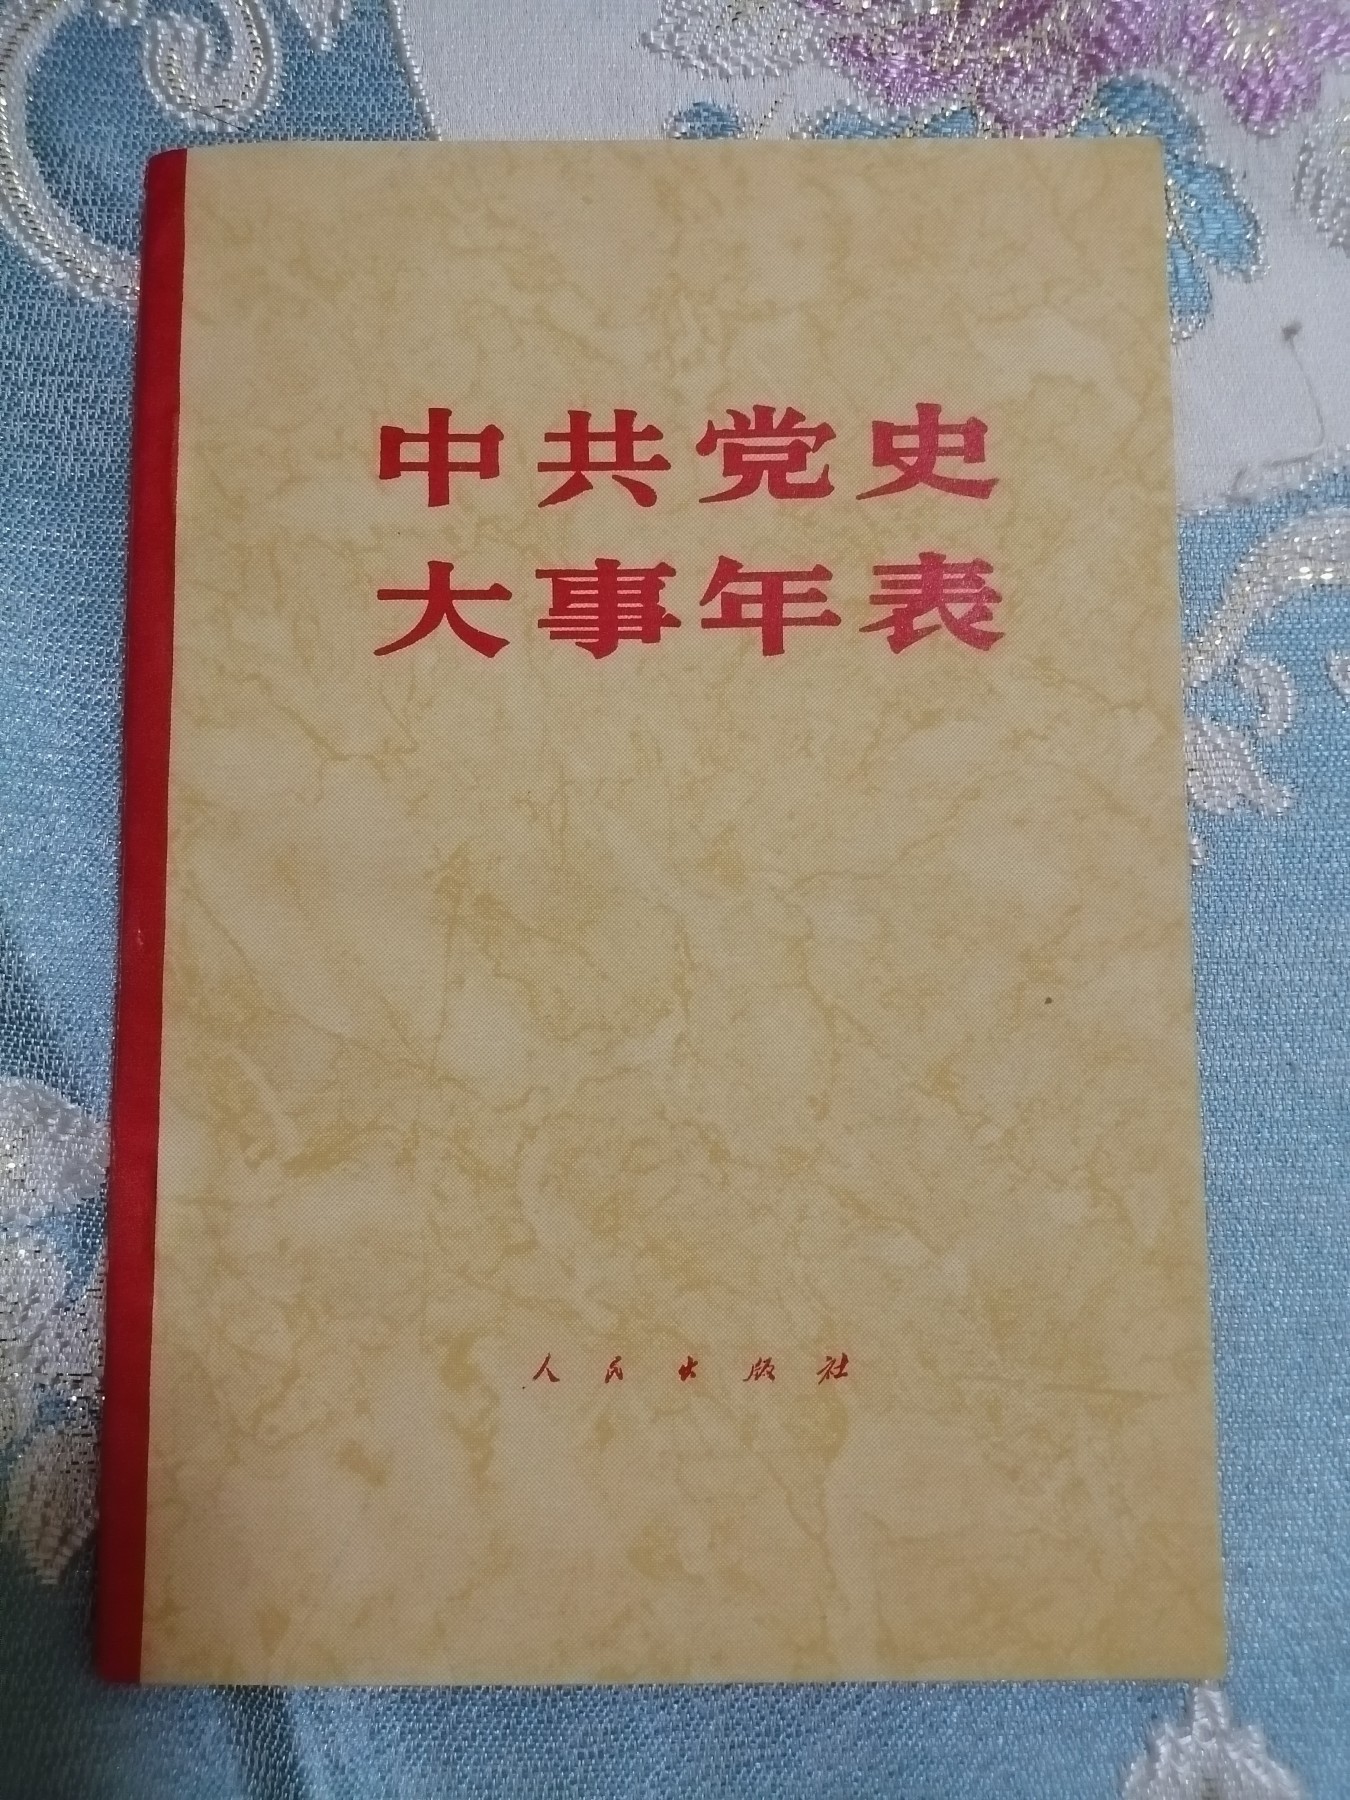 中共党史
大事年表
人民出版社